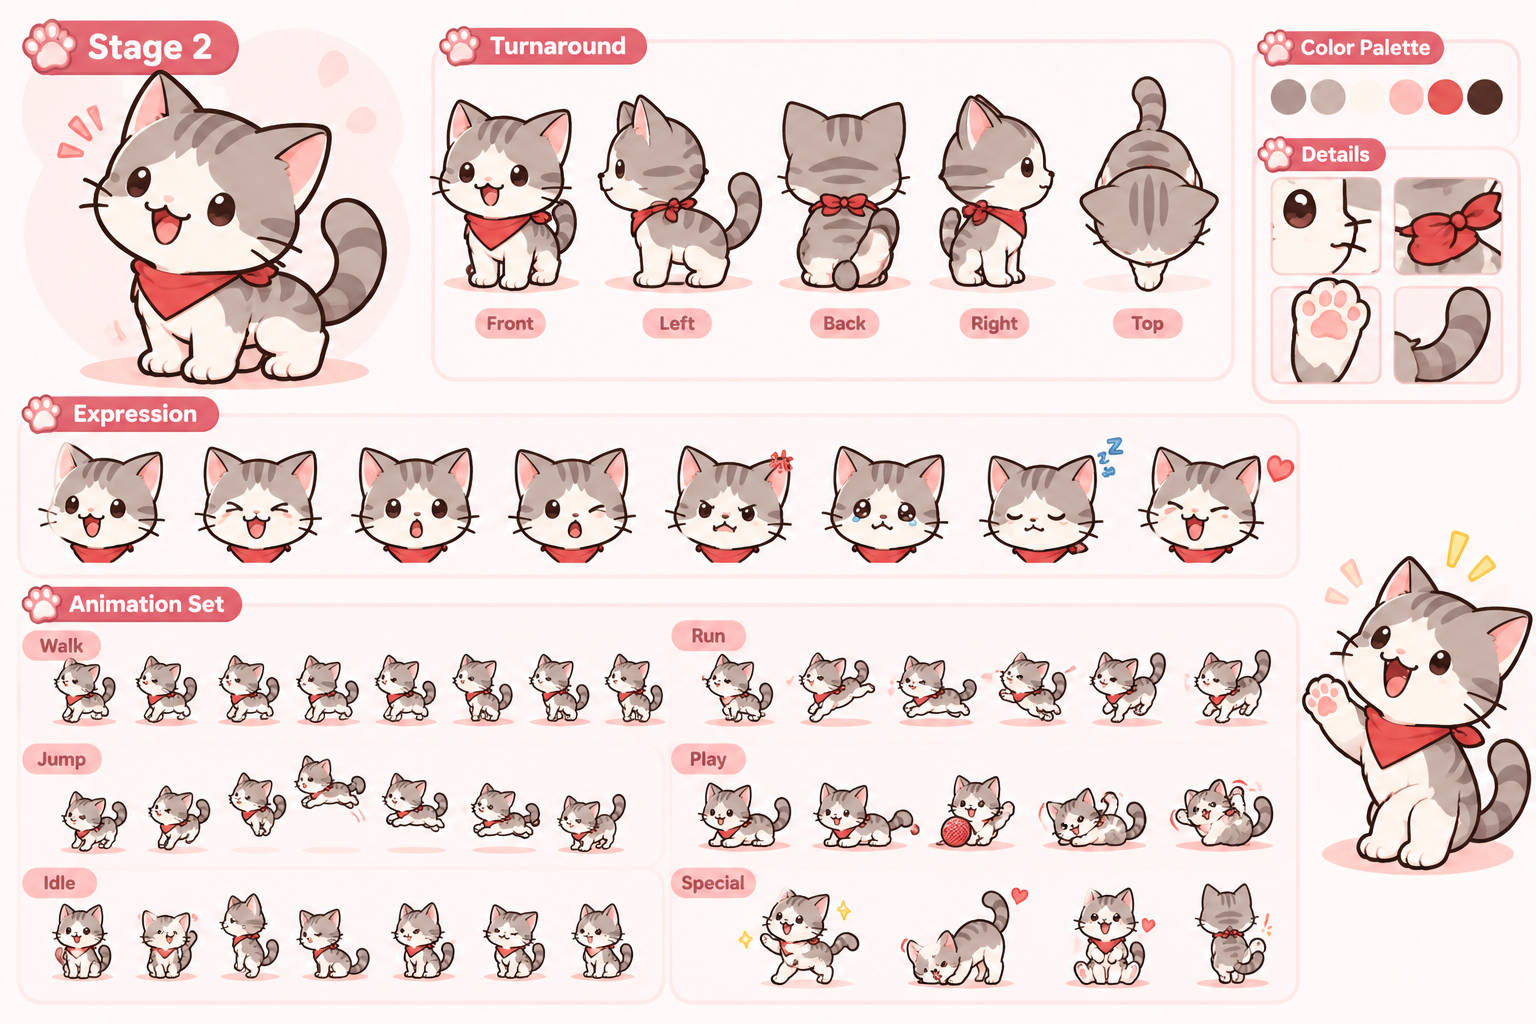 Stage 2
Turnaround
Front
Left
Back
Right
Top
Color Palette
Details
Expression
z z z
Animation Set
Walk
Run
Jump
Play
Idle
Special